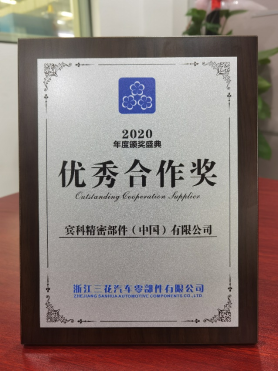 2020
年度颁奖盛典
优秀合作奖
Outstanding Cooperation Supplier
宾科精密部件（中国）有限公司
浙江三花汽车零部件有限公司
ZHEJIANG SANHUA AUTOMOTIVE COMPONENTS CO.,LTD